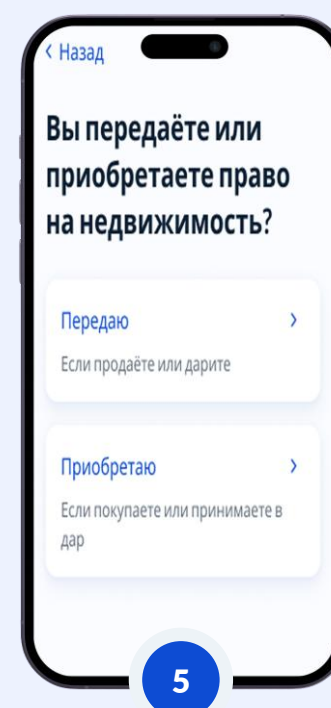 Назад
Вы передаёте или
приобретаете право
на недвижимость?
Передаю
Если продаёте или дарите
Приобретаю
Если покупаете или принимаете в
дар
5